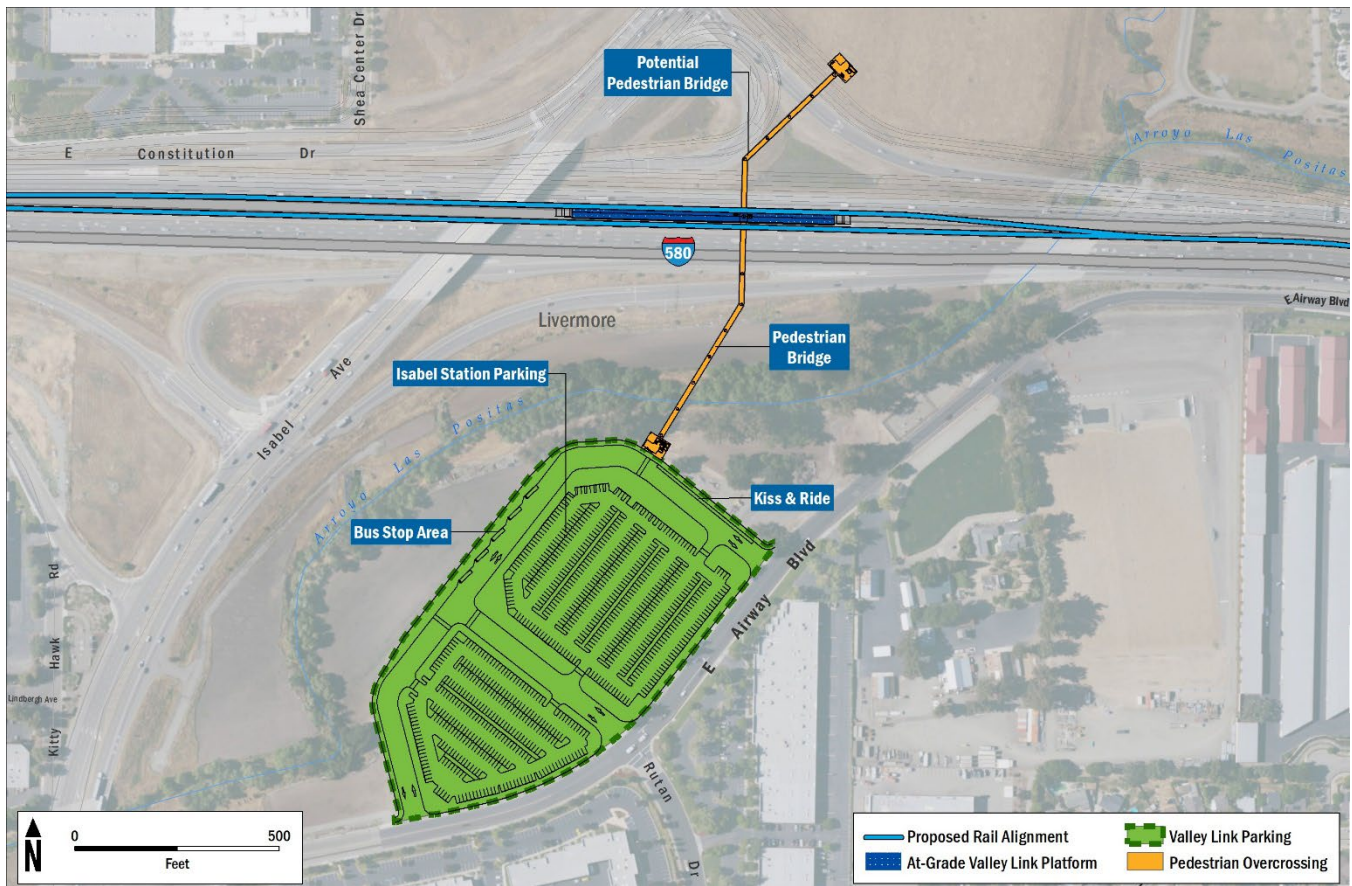 Shea Center Dr
Potential
Pedestrian Bridge
E Constitution Dr
Arroyo Las Positas
580
E Airway Blvd
Livermore
Pedestrian
Bridge
Isabel Station Parking
Isabel Ave
Arroyo Las Positas
Kiss & Ride
Bus Stop Area
E Airway Blvd
Kitty Hawk Rd
Lindbergh Ave
Rutan Dr
N
0 500
Feet
Proposed Rail Alignment
At-Grade Valley Link Platform
Valley Link Parking
Pedestrian Overcrossing